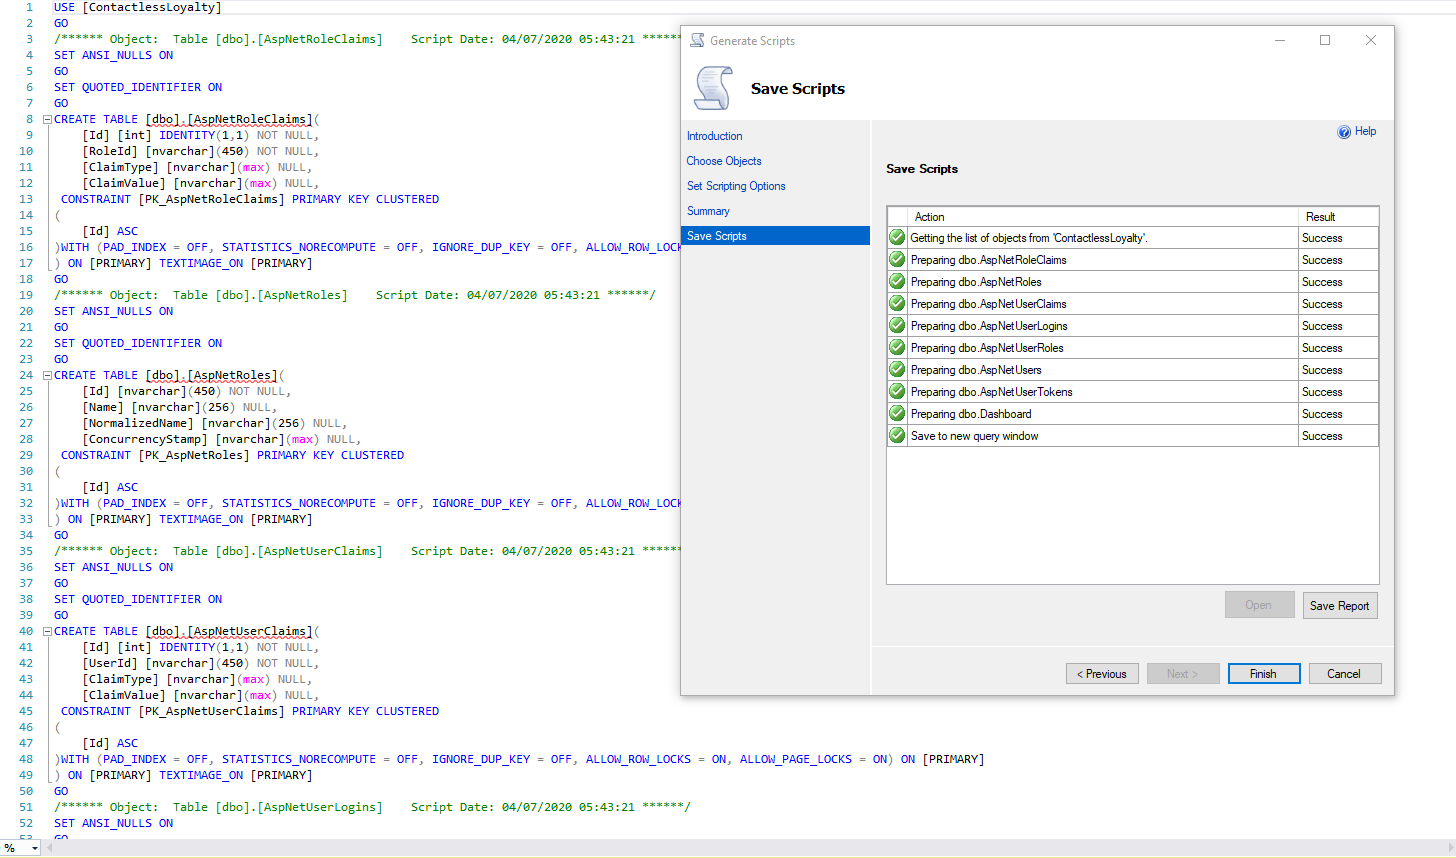 1 USE [ContactlessLoyalty]
2 GO
3 /****** Object:  Table [dbo].[AspNetRoleClaims]    Script Date: 04/07/2020 05:43:21 ******
4 SET ANSI_NULLS ON
5 GO
6 SET QUOTED_IDENTIFIER ON
7 GO
8 CREATE TABLE [dbo].[AspNetRoleClaims](
9 [Id] [int] IDENTITY(1,1) NOT NULL,
10 [RoleId] [nvarchar](450) NOT NULL,
11 [ClaimType] [nvarchar](max) NULL,
12 [ClaimValue] [nvarchar](max) NULL,
13 CONSTRAINT [PK_AspNetRoleClaims] PRIMARY KEY CLUSTERED
14 (
15 [Id] ASC
16 )WITH (PAD_INDEX = OFF, STATISTICS_NORECOMPUTE = OFF, IGNORE_DUP_KEY = OFF, ALLOW_ROW_LOCK
17 ) ON [PRIMARY] TEXTIMAGE_ON [PRIMARY]
18 GO
19 /****** Object:  Table [dbo].[AspNetRoles]    Script Date: 04/07/2020 05:43:21 ******/
20 SET ANSI_NULLS ON
21 GO
22 SET QUOTED_IDENTIFIER ON
23 GO
24 CREATE TABLE [dbo].[AspNetRoles](
25 [Id] [nvarchar](450) NOT NULL,
26 [Name] [nvarchar](256) NULL,
27 [NormalizedName] [nvarchar](256) NULL,
28 [ConcurrencyStamp] [nvarchar](max) NULL,
29 CONSTRAINT [PK_AspNetRoles] PRIMARY KEY CLUSTERED
30 (
31 [Id] ASC
32 )WITH (PAD_INDEX = OFF, STATISTICS_NORECOMPUTE = OFF, IGNORE_DUP_KEY = OFF, ALLOW_ROW_LOCK
33 ) ON [PRIMARY] TEXTIMAGE_ON [PRIMARY]
34 GO
35 /****** Object:  Table [dbo].[AspNetUserClaims]    Script Date: 04/07/2020 05:43:21 ******
36 SET ANSI_NULLS ON
37 GO
38 SET QUOTED_IDENTIFIER ON
39 GO
40 CREATE TABLE [dbo].[AspNetUserClaims](
41 [Id] [int] IDENTITY(1,1) NOT NULL,
42 [UserId] [nvarchar](450) NOT NULL,
43 [ClaimType] [nvarchar](max) NULL,
44 [ClaimValue] [nvarchar](max) NULL,
45 CONSTRAINT [PK_AspNetUserClaims] PRIMARY KEY CLUSTERED
46 (
47 [Id] ASC
48 )WITH (PAD_INDEX = OFF, STATISTICS_NORECOMPUTE = OFF, IGNORE_DUP_KEY = OFF, ALLOW_ROW_LOCKS = ON, ALLOW_PAGE_LOCKS = ON) ON [PRIMARY]
49 ) ON [PRIMARY] TEXTIMAGE_ON [PRIMARY]
50 GO
51 /****** Object:  Table [dbo].[AspNetUserLogins]    Script Date: 04/07/2020 05:43:21 ******/
52 SET ANSI_NULLS ON
53 GO
%
Generate Scripts
Save Scripts
Introduction
Choose Objects
Set Scripting Options
Summary
Save Scripts
Help
Save Scripts
Action Result
Getting the list of objects from 'ContactlessLoyalty'. Success
Preparing dbo.AspNetRoleClaims Success
Preparing dbo.AspNetRoles Success
Preparing dbo.AspNetUserClaims Success
Preparing dbo.AspNetUserLogins Success
Preparing dbo.AspNetUserRoles Success
Preparing dbo.AspNetUsers Success
Preparing dbo.AspNetUserTokens Success
Preparing dbo.Dashboard Success
Save to new query window Success
Open Save Report
< Previous Next > Finish Cancel